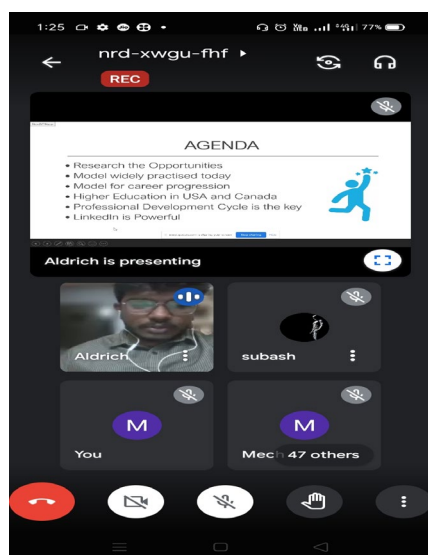 1:25
77%
nrd-xwgu-fhf
REC
AGENDA
• Research the Opportunities
• Model widely practised today
• Model for career progression
• Higher Education in USA and Canada
• Professional Development Cycle is the key
• LinkedIn is Powerful
Aldrich is presenting
Aldrich
subash
M
M
You
Mech 47 others